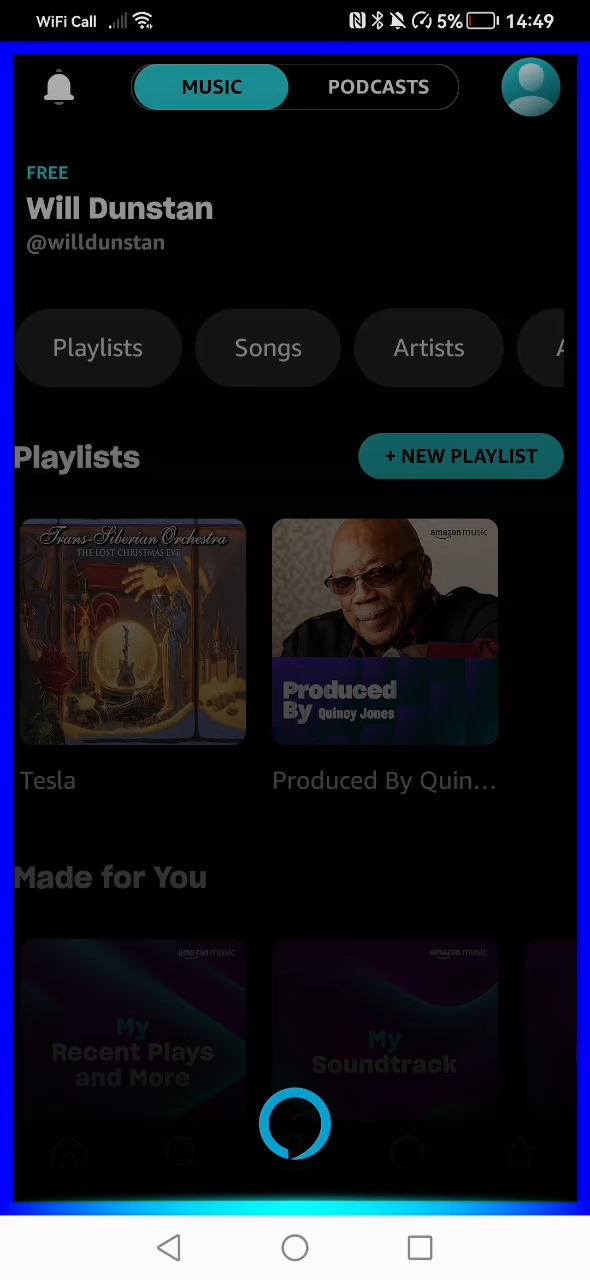 WiFi Call 5% 14:49
MUSIC PODCASTS
FREE
Will Dunstan
@willdunstan
Playlists Songs Artists A
Playlists + NEW PLAYLIST
Trans-Siberian Orchestra
THE LOST CHRISTMAS EVE
amazon music
Produced
By Quincy Jones
Tesla Produced By Quin...
Made for You
amazon music amazon music
My
Recent Plays
and More
My
Soundtrack